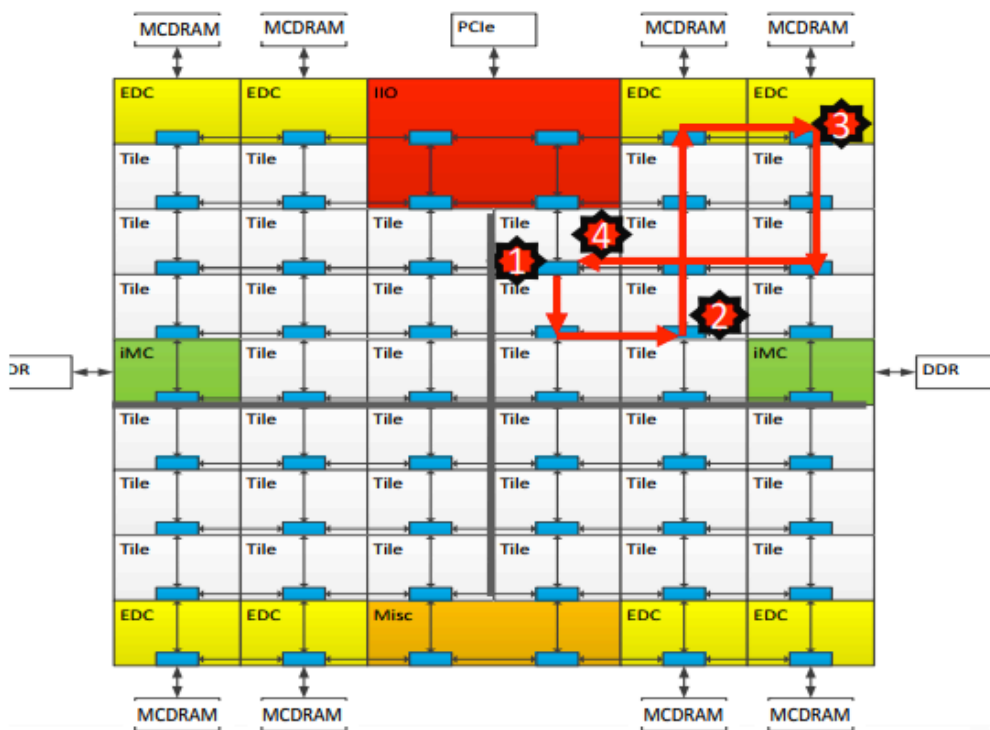 MCDRAM MCDRAM PCIe MCDRAM MCDRAM
EDC EDC IIO EDC EDC
3
Tile Tile Tile Tile
Tile Tile Tile Tile Tile Tile
4
1
Tile Tile Tile Tile Tile Tile
2
iMC Tile Tile Tile Tile iMC
DR DDR
Tile Tile Tile Tile Tile Tile
Tile Tile Tile Tile Tile Tile
Tile Tile Tile Tile Tile Tile
EDC EDC Misc EDC EDC
MCDRAM MCDRAM MCDRAM MCDRAM